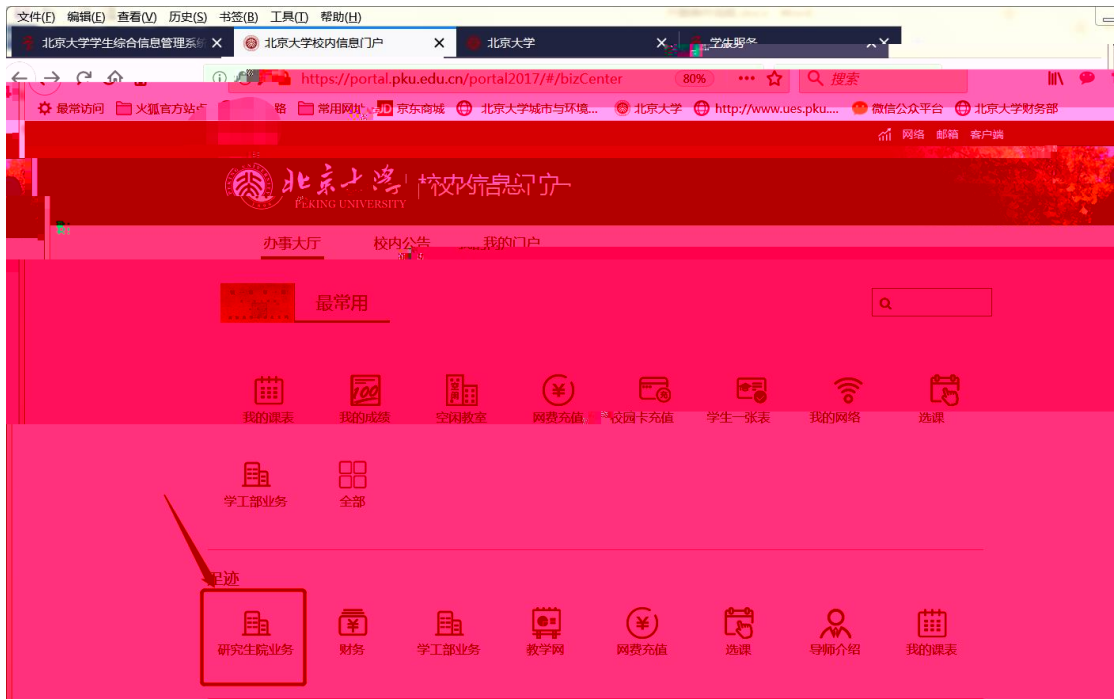 文件(F) 编辑(E) 查看(V) 历史(S) 书签(B) 工具(T) 帮助(H)
北京大学学生综合信息管理系统 北京大学校内信息门户 北京大学
https://portal.pku.edu.cn/portal2017/#/bizCenter 80% 搜索
最常访问 火狐官方站点 常用网址 京东商城 北京大学城市与环境... 北京大学 http://www.ues.pku.... 微信公众平台 北京大学财务部
网络 邮箱 客户端
北京大学 校内信息门户
PEKING UNIVERSITY
办事大厅 校内公告 我的门户
最常用
我的课表 我的成绩 空闲教室 网费充值 校园卡充值 学生一张表 我的网络 选课
学工部业务 全部
足迹
研究生院业务 财务 学工部业务 教学网 网费充值 选课 导师介绍 我的课表